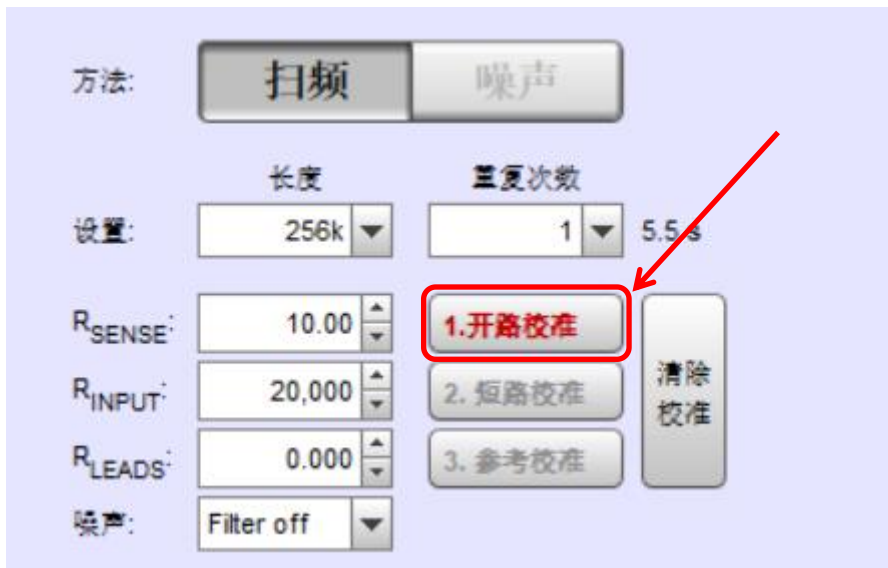 方法: 扫频 噪声
长度 重复次数
设置: 256k 1 5.5 s
RSENSE: 10.00 1.开路校准
RINPUT: 20,000 2. 短路校准
清除
校准
RLEADS: 0.000 3. 参考校准
噪声: Filter off